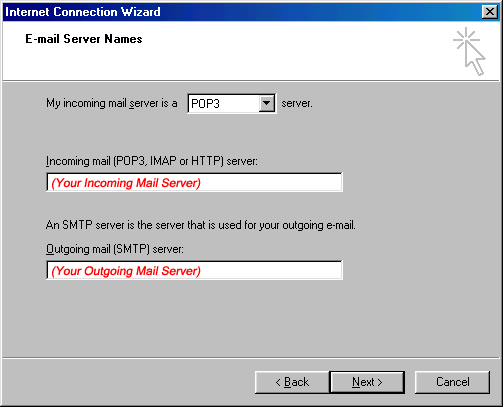 Internet Connection Wizard
E-mail Server Names
My incoming mail server is a POP3 server.
Incoming mail (POP3, IMAP or HTTP) server:
(Your Incoming Mail Server)
An SMTP server is the server that is used for your outgoing e-mail.
Outgoing mail (SMTP) server:
(Your Outgoing Mail Server)
< Back Next > Cancel